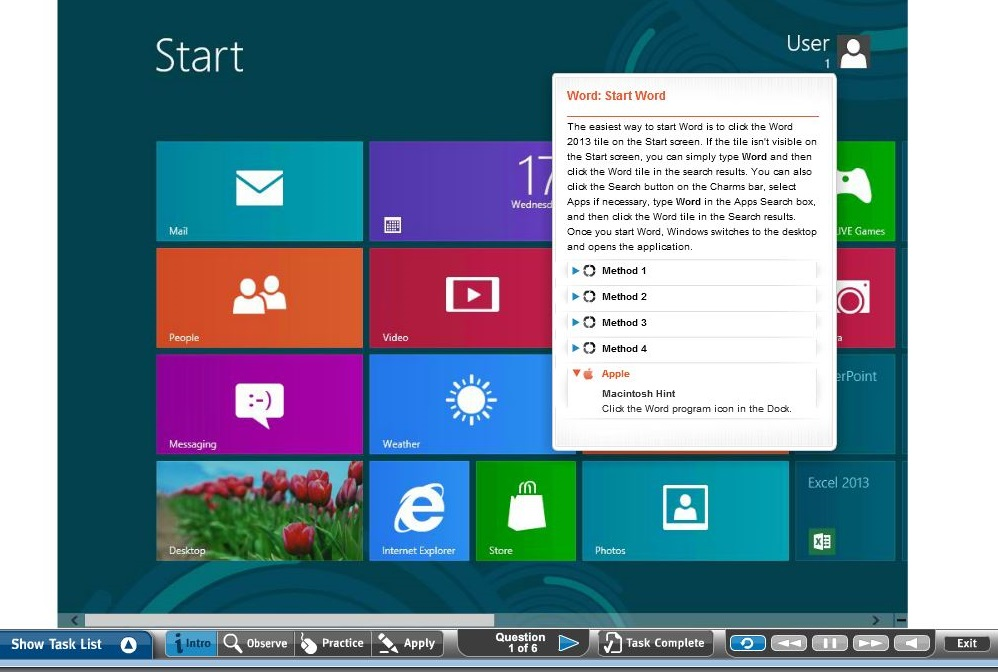 Start
User
1
Word: Start Word
The easiest way to start Word is to click the Word
2013 tile on the Start screen. If the tile isn't visible on
the Start screen, you can simply type Word and then
click the Word tile in the search results. You can also
click the Search button on the Charms bar, select
Apps if necessary, type Word in the Apps Search box,
and then click the Word tile in the Search results.
Once you start Word, Windows switches to the desktop
and opens the application.
Method 1
Method 2
Method 3
Method 4
Apple
Macintosh Hint
Click the Word program icon in the Dock.
17
Wednesd
Mail
IVE Games
People
Video
a
erPoint
:-)
Messaging
Weather
Desktop
Internet Explorer
Store
Photos
Excel 2013
Show Task List
Intro
Observe
Practice
Apply
Question
1 of 6
Task Complete
Exit